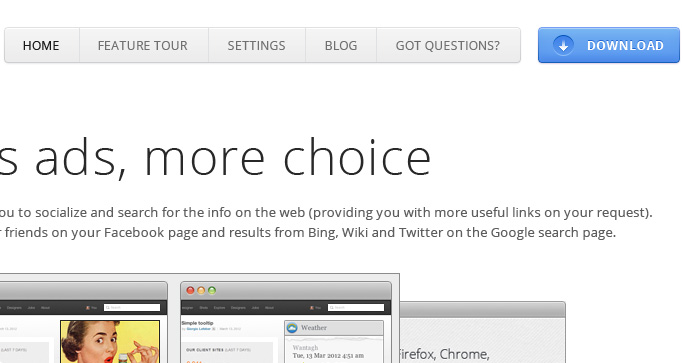 HOME FEATURE TOUR SETTINGS BLOG GOT QUESTIONS? DOWNLOAD
s ads, more choice
ou to socialize and search for the info on the web (providing you with more useful links on your request).
r friends on your Facebook page and results from Bing, Wiki and Twitter on the Google search page.
Simple tooltip
Weather
OUR CLIENT SITES
Wantagh
Tue, 13 Mar 2012 4:51 am
Firefox, Chrome,